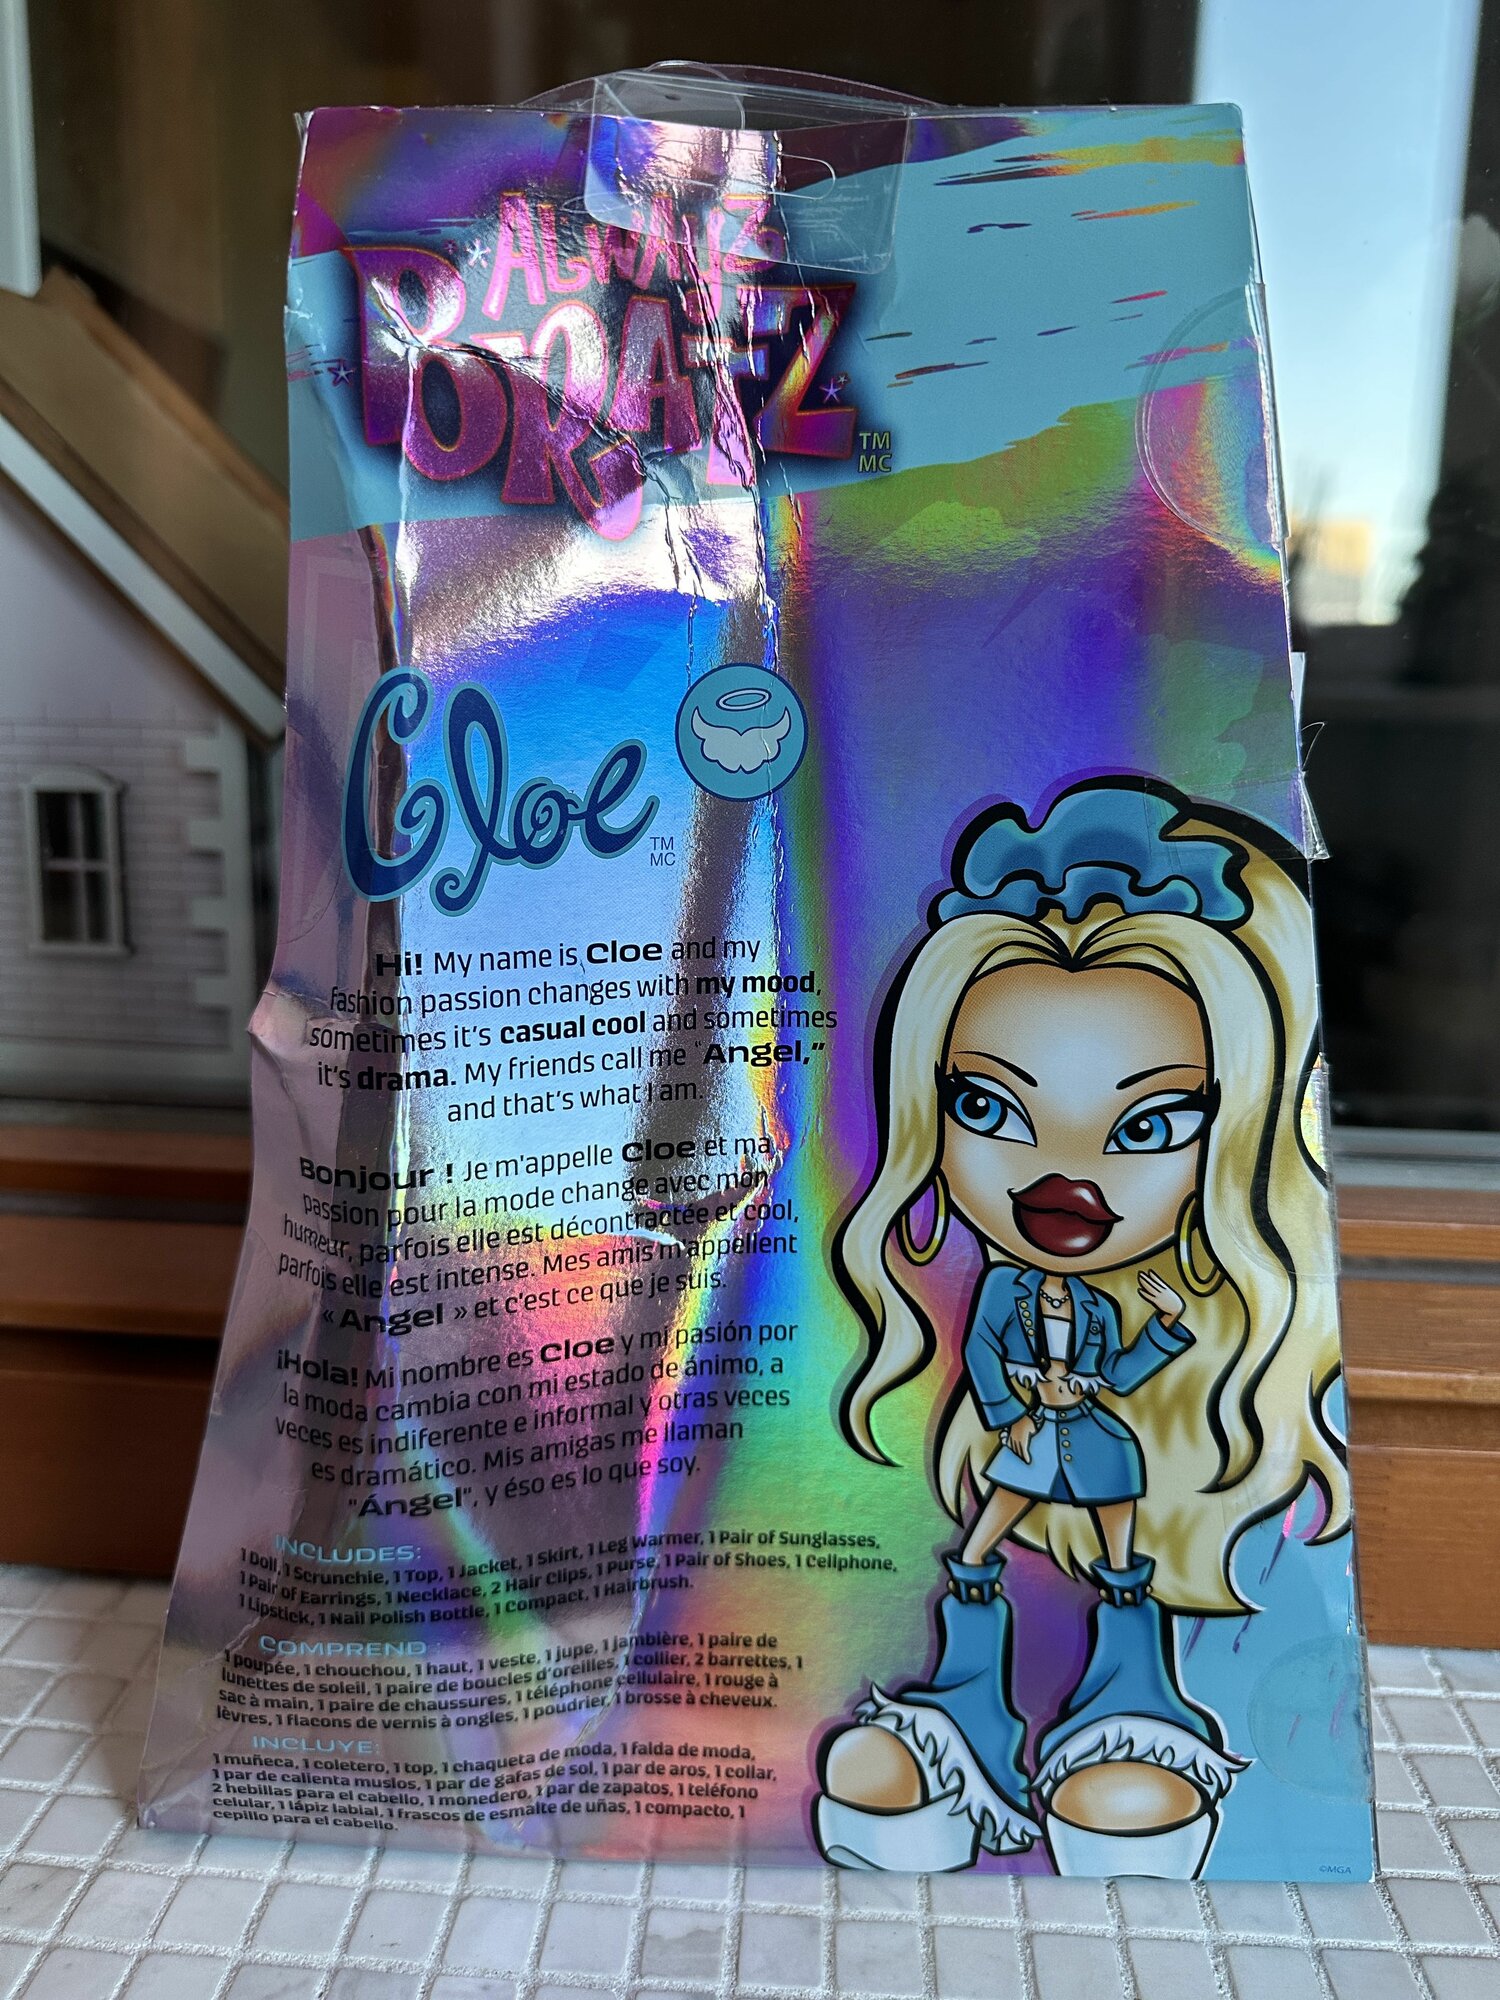 ALWAYZ
BRATZ
TM
MC
Cloe
TM
MC
Hi! My name is Cloe and my
fashion passion changes with my mood,
sometimes it's casual cool and sometimes
it's drama. My friends call me "Angel,"
and that's what I am.
Bonjour ! Je m'appelle Cloe et ma
passion pour la mode change avec mon
humeur, parfois elle est décontractée et cool,
parfois elle est intense. Mes amis m'appellent
« Angel » et c'est ce que je suis.
¡Hola! Mi nombre es Cloe y mi pasión por
la moda cambia con mi estado de ánimo, a
veces es indiferente e informal y otras veces
es dramático. Mis amigas me llaman
"Ángel", y éso es lo que soy.
INCLUDES:
1 Doll, 1 Scrunchie, 1 Top, 1 Jacket, 1 Skirt, 1 Leg Warmer, 1 Pair of Sunglasses,
1 Pair of Earrings, 1 Necklace, 2 Hair Clips, 1 Purse, 1 Pair of Shoes, 1 Cellphone,
1 Lipstick, 1 Nail Polish Bottle, 1 Compact, 1 Hairbrush.
COMPREND :
1 poupée, 1 chouchou, 1 haut, 1 veste, 1 jupe, 1 jambière, 1 paire de
lunettes de soleil, 1 paire de boucles d'oreilles, 1 collier, 2 barrettes, 1
sac à main, 1 paire de chaussures, 1 téléphone cellulaire, 1 rouge à
lèvres, 1 flacons de vernis à ongles, 1 poudrier, 1 brosse à cheveux.
INCLUYE:
1 muñeca, 1 coletero, 1 top, 1 chaqueta de moda, 1 falda de moda,
1 par de calienta muslos, 1 par de gafas de sol, 1 par de aros, 1 collar,
2 hebillas para el cabello, 1 monedero, 1 par de zapatos, 1 teléfono
celular, 1 lápiz labial, 1 frascos de esmalte de uñas, 1 compacto, 1
cepillo para el cabello.
©MGA